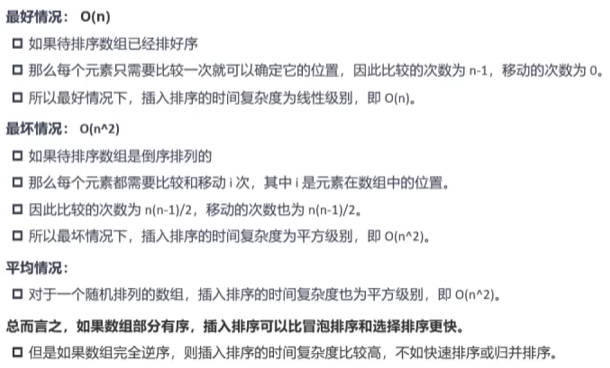 最好情况： O(n)
如果待排序数组已经排好序
那么每个元素只需要比较一次就可以确定它的位置，因此比较的次数为 n-1，移动的次数为 0。
所以最好情况下，插入排序的时间复杂度为线性级别，即 O(n)。
最坏情况： O(n^2)
如果待排序数组是倒序排列的
那么每个元素都需要比较和移动 i 次，其中 i 是元素在数组中的位置。
因此比较的次数为 n(n-1)/2，移动的次数也为 n(n-1)/2。
所以最坏情况下，插入排序的时间复杂度为平方级别，即 O(n^2)。
平均情况：
对于一个随机排列的数组，插入排序的时间复杂度也为平方级别，即 O(n^2)。
总而言之，如果数组部分有序，插入排序可以比冒泡排序和选择排序更快。
但是如果数组完全逆序，则插入排序的时间复杂度比较高，不如快速排序或归并排序。